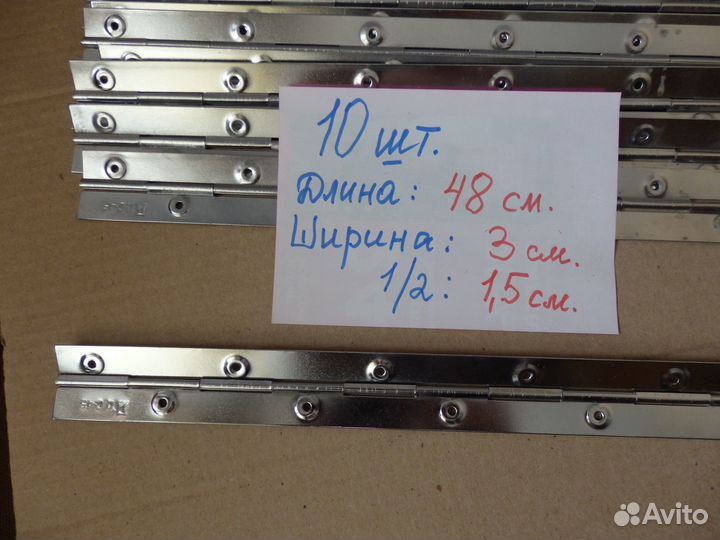 10 шт.
Длина: 48 см.
Ширина: 3 см.
1/2: 1,5 см.
Avito